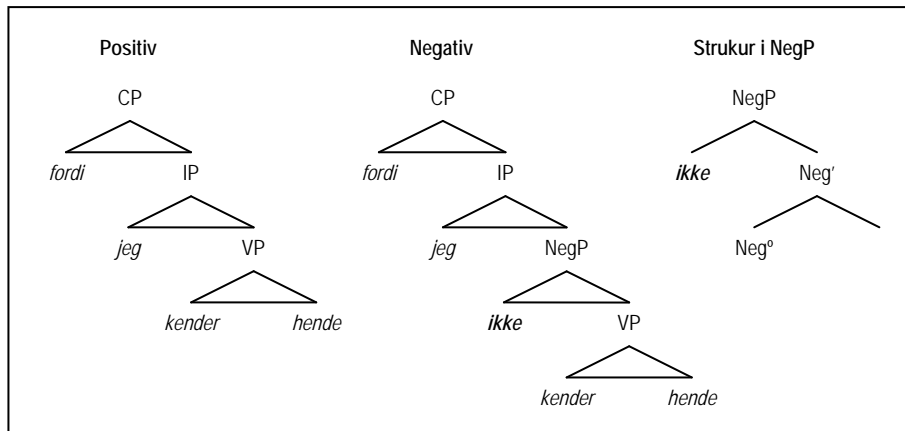 Positiv Negativ Strukur i NegP
CP CP NegP
fordi IP fordi IP ikke Neg'
jeg VP jeg NegP Negº
kender hende ikke VP
kender hende